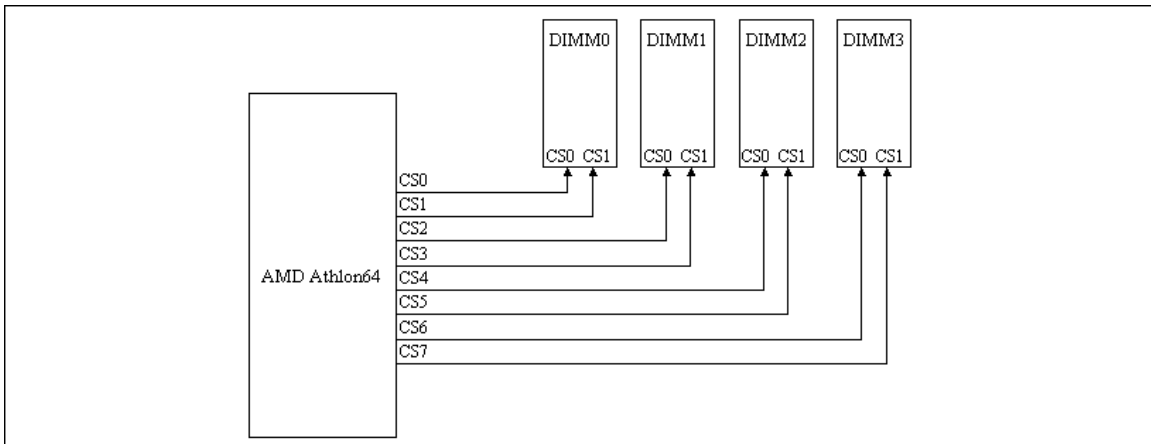 DIMM0 DIMM1 DIMM2 DIMM3
CS0 CS1 CS0 CS1 CS0 CS1 CS0 CS1
CS0
CS1
CS2
CS3
AMD Athlon64
CS4
CS5
CS6
CS7